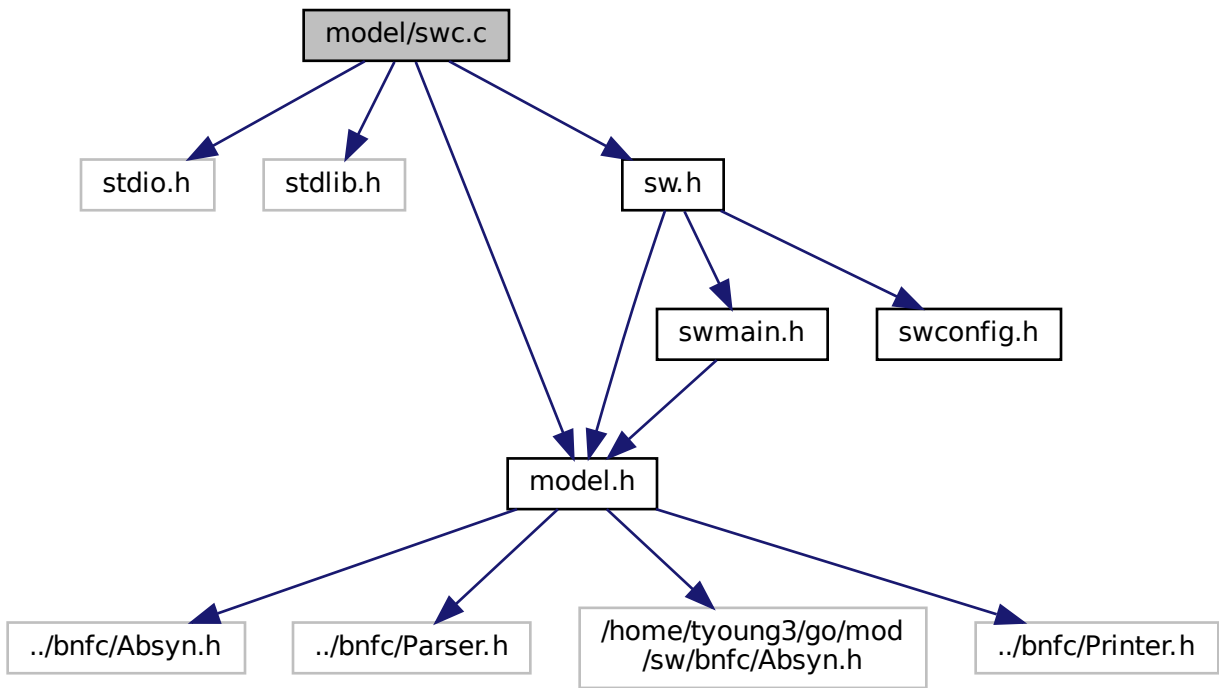 model/swc.c
stdio.h
stdlib.h
sw.h
swmain.h
swconfig.h
model.h
../bnfc/Absyn.h
../bnfc/Parser.h
/home/tyoung3/go/mod
/sw/bnfc/Absyn.h
../bnfc/Printer.h